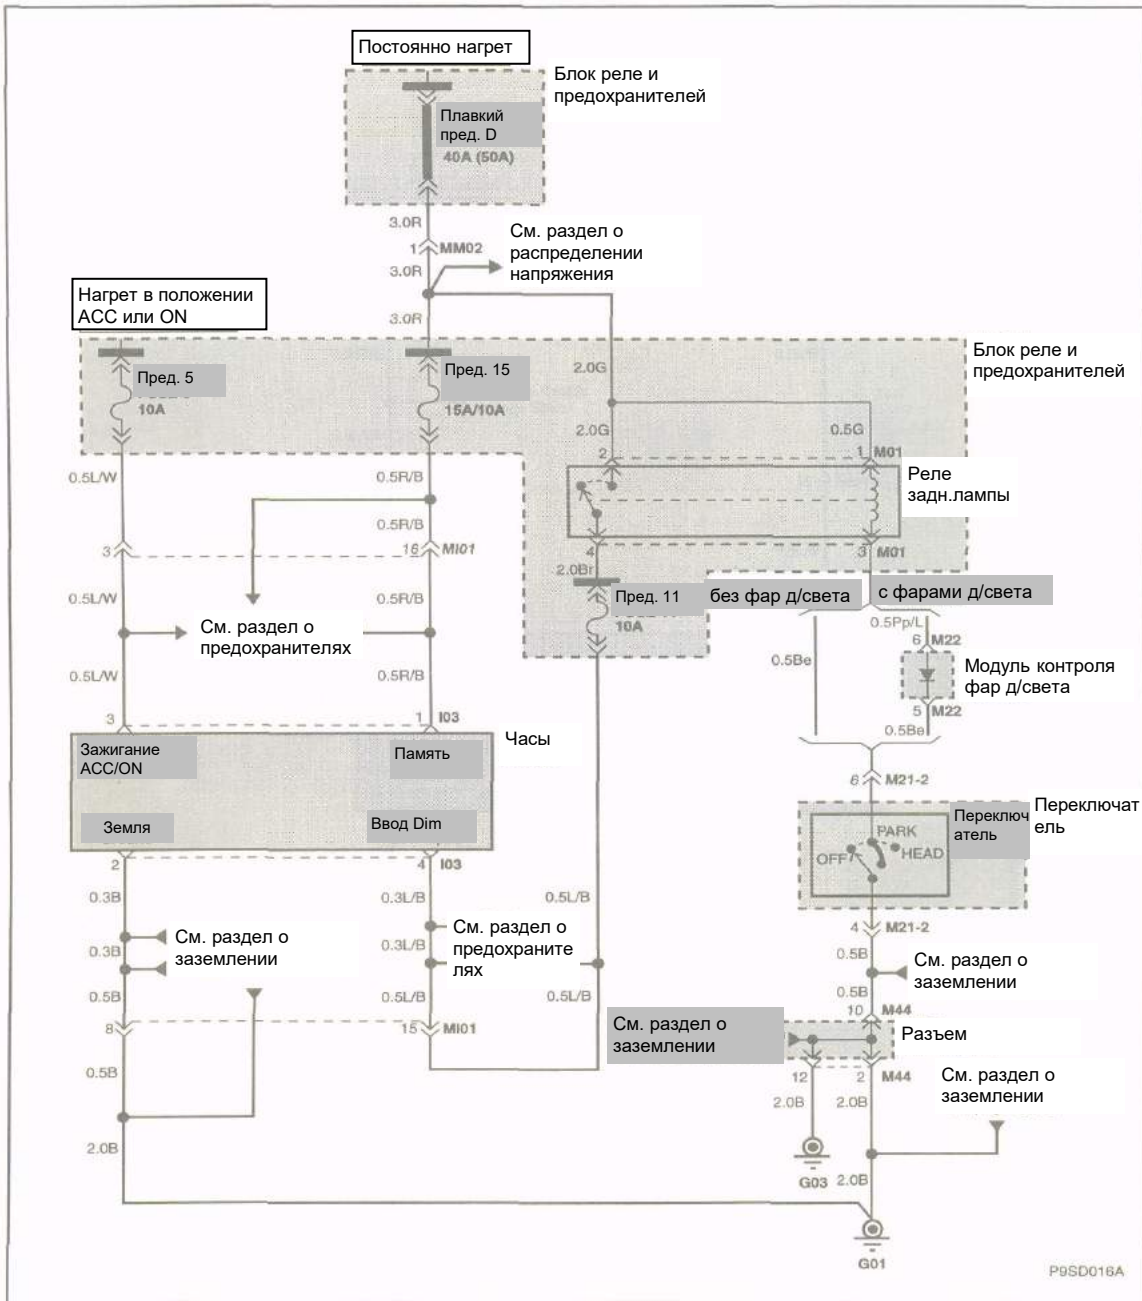 Постоянно нагрет
Блок реле и
предохранителей
Плавкий
пред. D
40A (50A)
3.0R
1 MM02
См. раздел о
распределении
напряжения
3.0R
Нагрет в положении
ACC или ON
3.0R
Блок реле и
предохранителей
Пред. 5
10A
Пред. 15
15A/10A
2.0G
2.0G
0.5G
2
1 M01
Реле
задн.лампы
0.5L/W
0.5R/B
0.5R/B
3
16 MI01
4
3 M01
2.0Br
Пред. 11
10A
без фар д/света
с фарами д/света
0.5L/W
0.5R/B
См. раздел о
предохранителях
0.5Pp/L
6 M22
0.5Be
Модуль контроля
фар д/света
5 M22
0.5Be
0.5L/W
0.5R/B
3
1 I03
Часы
Зажигание
ACC/ON
Память
Земля
Ввод Dim
2
4 I03
6 M21-2
Переключат
ель
Переключ
атель
PARK
OFF
HEAD
4 M21-2
0.3B
0.3L/B
0.5L/B
См. раздел о
заземлении
См. раздел о
предохраните
лях
0.3B
0.3L/B
0.5B
См. раздел о
заземлении
0.5B
0.5B
0.5L/B
0.5L/B
10 M44
8
15 MI01
См. раздел о
заземлении
Разъем
12
2 M44
См. раздел о
заземлении
0.5B
2.0B
2.0B
2.0B
G03
2.0B
G01
P9SD016A